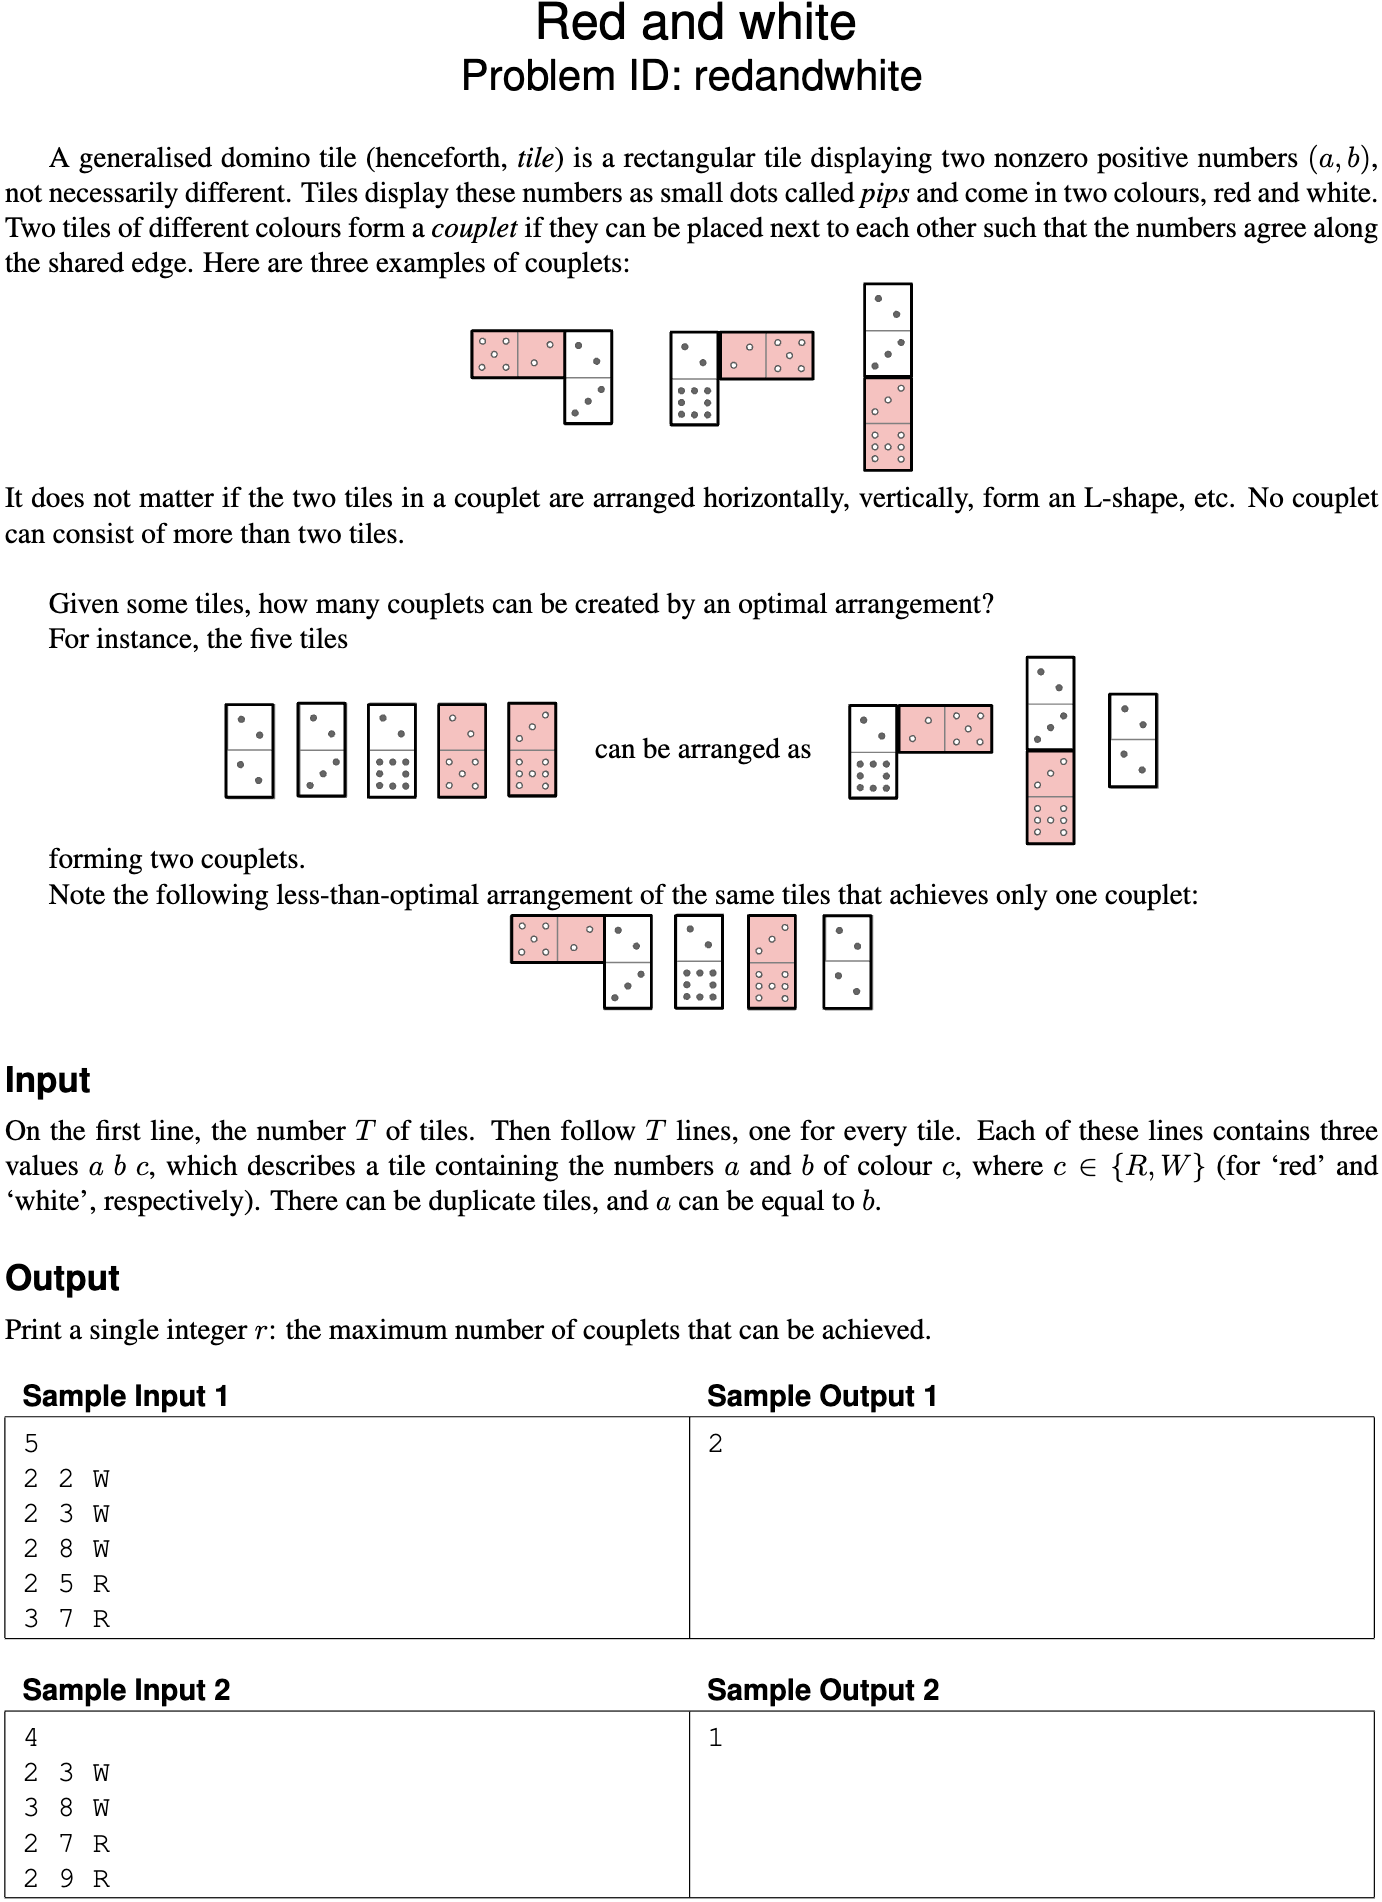 Red and white
Problem ID: redandwhite
A generalised domino tile (henceforth, tile) is a rectangular tile displaying two nonzero positive numbers (a, b),
not necessarily different. Tiles display these numbers as small dots called pips and come in two colours, red and white.
Two tiles of different colours form a couplet if they can be placed next to each other such that the numbers agree along
the shared edge. Here are three examples of couplets:
It does not matter if the two tiles in a couplet are arranged horizontally, vertically, form an L-shape, etc. No couplet
can consist of more than two tiles.
Given some tiles, how many couplets can be created by an optimal arrangement?
For instance, the five tiles
can be arranged as
forming two couplets.
Note the following less-than-optimal arrangement of the same tiles that achieves only one couplet:
Input
On the first line, the number T of tiles. Then follow T lines, one for every tile. Each of these lines contains three
values a b c, which describes a tile containing the numbers a and b of colour c, where c ∈ {R, W} (for ‘red’ and
‘white’, respectively). There can be duplicate tiles, and a can be equal to b.
Output
Print a single integer r: the maximum number of couplets that can be achieved.
Sample Input 1
Sample Output 1
5
2 2 W
2 3 W
2 8 W
2 5 R
3 7 R
2
Sample Input 2
Sample Output 2
4
2 3 W
3 8 W
2 7 R
2 9 R
1